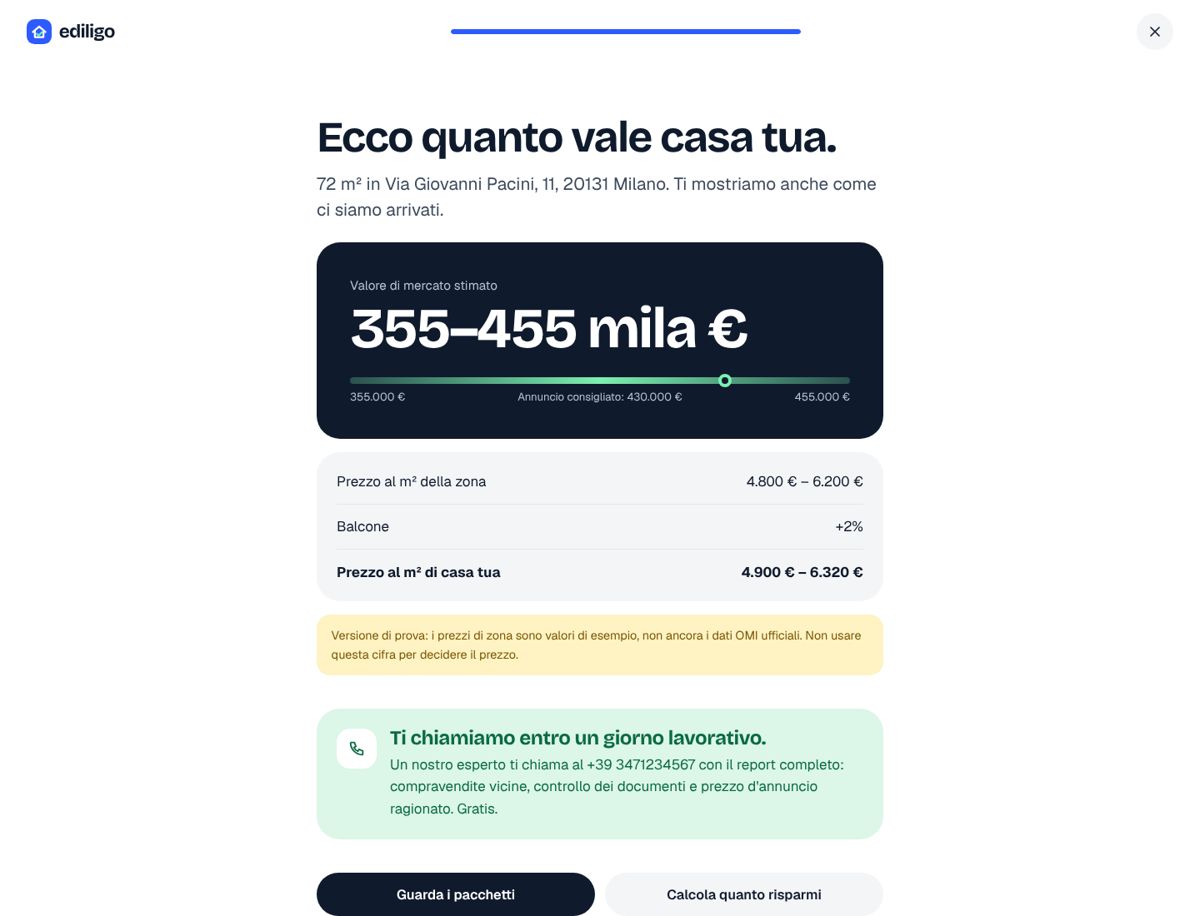 ediligo
Ecco quanto vale casa tua.
72 m² in Via Giovanni Pacini, 11, 20131 Milano. Ti mostriamo anche come
ci siamo arrivati.
Valore di mercato stimato
355–455 mila €
355.000 €
Annuncio consigliato: 430.000 €
455.000 €
Prezzo al m² della zona
4.800 € – 6.200 €
Balcone
+2%
Prezzo al m² di casa tua
4.900 € – 6.320 €
Versione di prova: i prezzi di zona sono valori di esempio, non ancora i dati OMI ufficiali. Non usare
questa cifra per decidere il prezzo.
Ti chiamiamo entro un giorno lavorativo.
Un nostro esperto ti chiama al +39 3471234567 con il report completo:
compravendite vicine, controllo dei documenti e prezzo d’annuncio
ragionato. Gratis.
Guarda i pacchetti
Calcola quanto risparmi